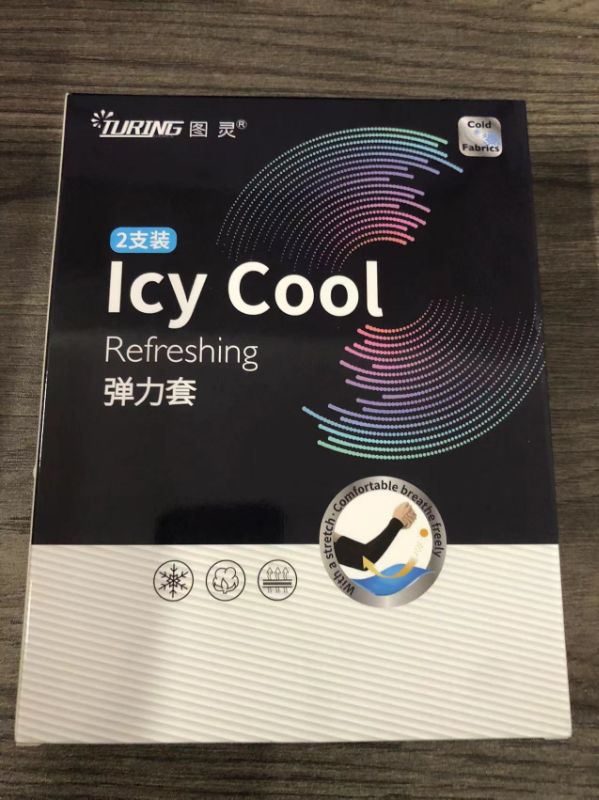 TURING 图灵®
Cold
Fabrics
2支装
Icy Cool
Refreshing
弹力套
With a stretch · Comfortable breathe freely